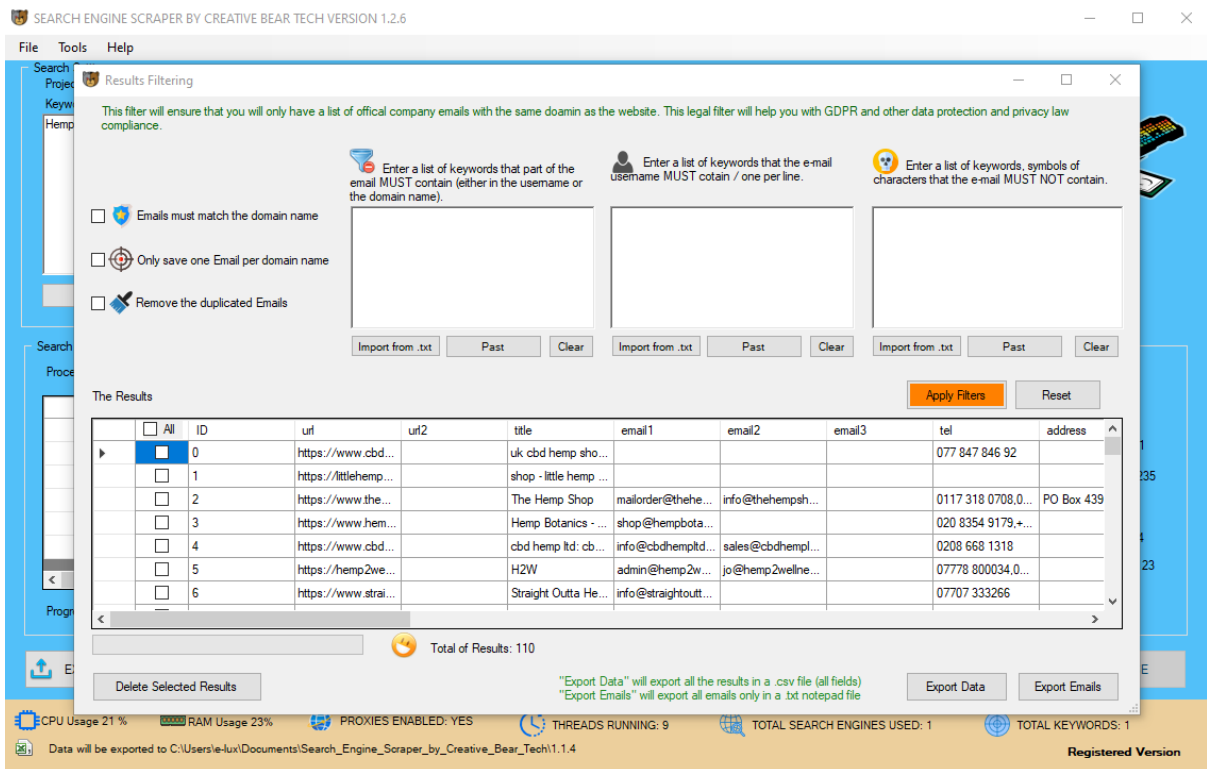 SEARCH ENGINE SCRAPER BY CREATIVE BEAR TECH VERSION 1.2.6
File Tools Help
Search
Projec
Keyw
Hemp
Results Filtering
This filter will ensure that you will only have a list of offical company emails with the same doamin as the website. This legal filter will help you with GDPR and other data protection and privacy law
compliance.
Emails must match the domain name
Only save one Email per domain name
Remove the duplicated Emails
Enter a list of keywords that part of the
email MUST contain (either in the username or
the domain name).
Import from .txt Past Clear
Enter a list of keywords that the e-mail
username MUST cotain / one per line.
Import from .txt Past Clear
Enter a list of keywords, symbols of
characters that the e-mail MUST NOT contain.
Import from .txt Past Clear
Search
Proce
The Results
Apply Filters Reset
All ID url url2 title email1 email2 email3 tel address
0 https://www.cbd... uk cbd hemp sho... 077 847 846 92
1 https://littlehemp... shop - little hemp ...
2 https://www.the... The Hemp Shop mailorder@thehe... info@thehempsh... 0117 318 0708,0... PO Box 439
3 https://www.hem... Hemp Botanics - ... shop@hempbota... 020 8354 9179,+...
4 https://www.cbd... cbd hemp ltd: cb... info@cbdhempltd... sales@cbdhempl... 0208 668 1318
5 https://hemp2we... H2W admin@hemp2w... jo@hemp2wellne... 07778 800034,0...
6 https://www.strai... Straight Outta He... info@straightoutt... 07707 333266
1
235
4
23
Progr
Total of Results: 110
E
Delete Selected Results
"Export Data" will export all the results in a .csv file (all fields)
"Export Emails" will export all emails only in a .txt notepad file
Export Data Export Emails
E
CPU Usage 21 % RAM Usage 23% PROXIES ENABLED: YES THREADS RUNNING: 9 TOTAL SEARCH ENGINES USED: 1 TOTAL KEYWORDS: 1
Data will be exported to C:\Users\e-lux\Documents\Search_Engine_Scraper_by_Creative_Bear_Tech\1.1.4
Registered Version